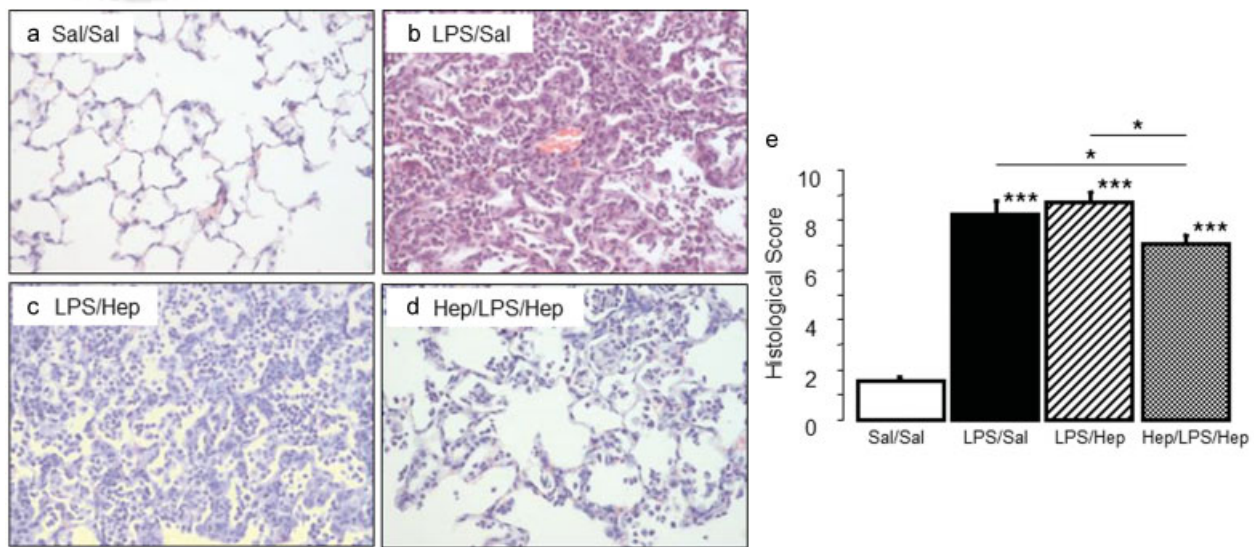 a Sal/Sal
b LPS/Sal
c LPS/Hep
d Hep/LPS/Hep
e
*
*
***
***
***
Histological Score
10
8
6
4
2
0
Sal/Sal
LPS/Sal
LPS/Hep
Hep/LPS/Hep